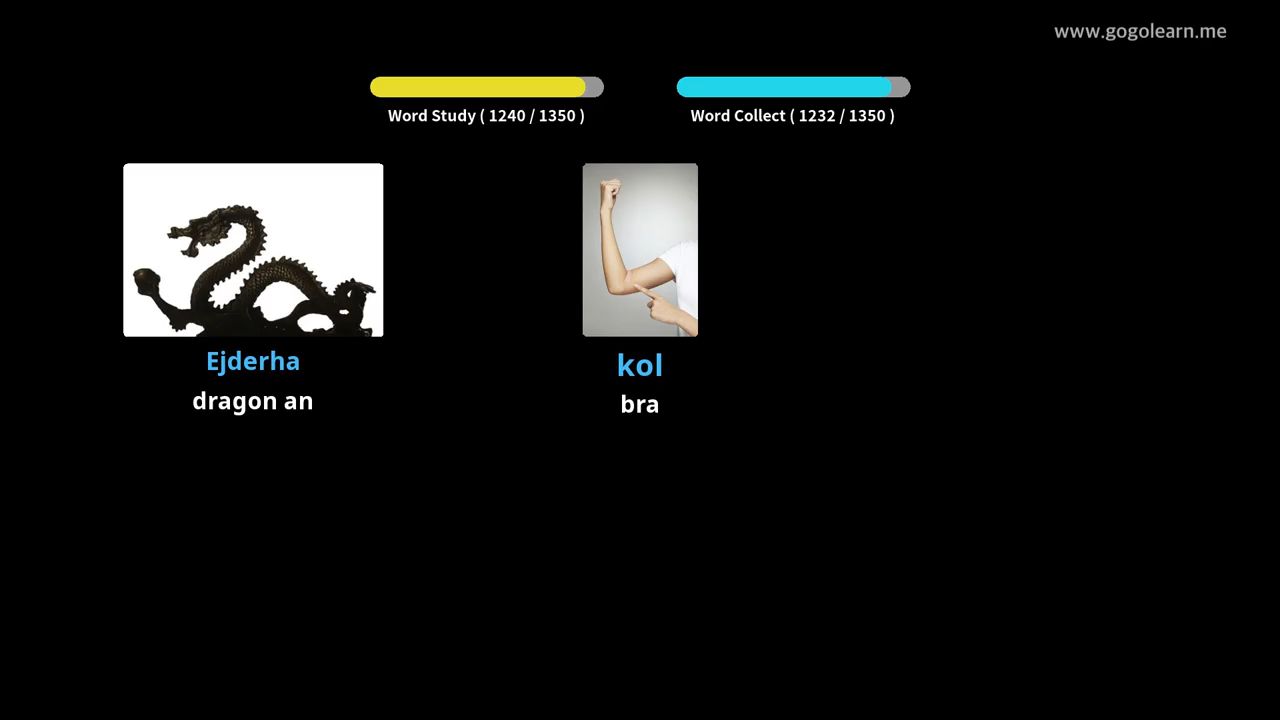 www.gogolearn.me
Word Study ( 1240 / 1350 )
Word Collect ( 1232 / 1350 )
Ejderha
dragon an
kol
bra